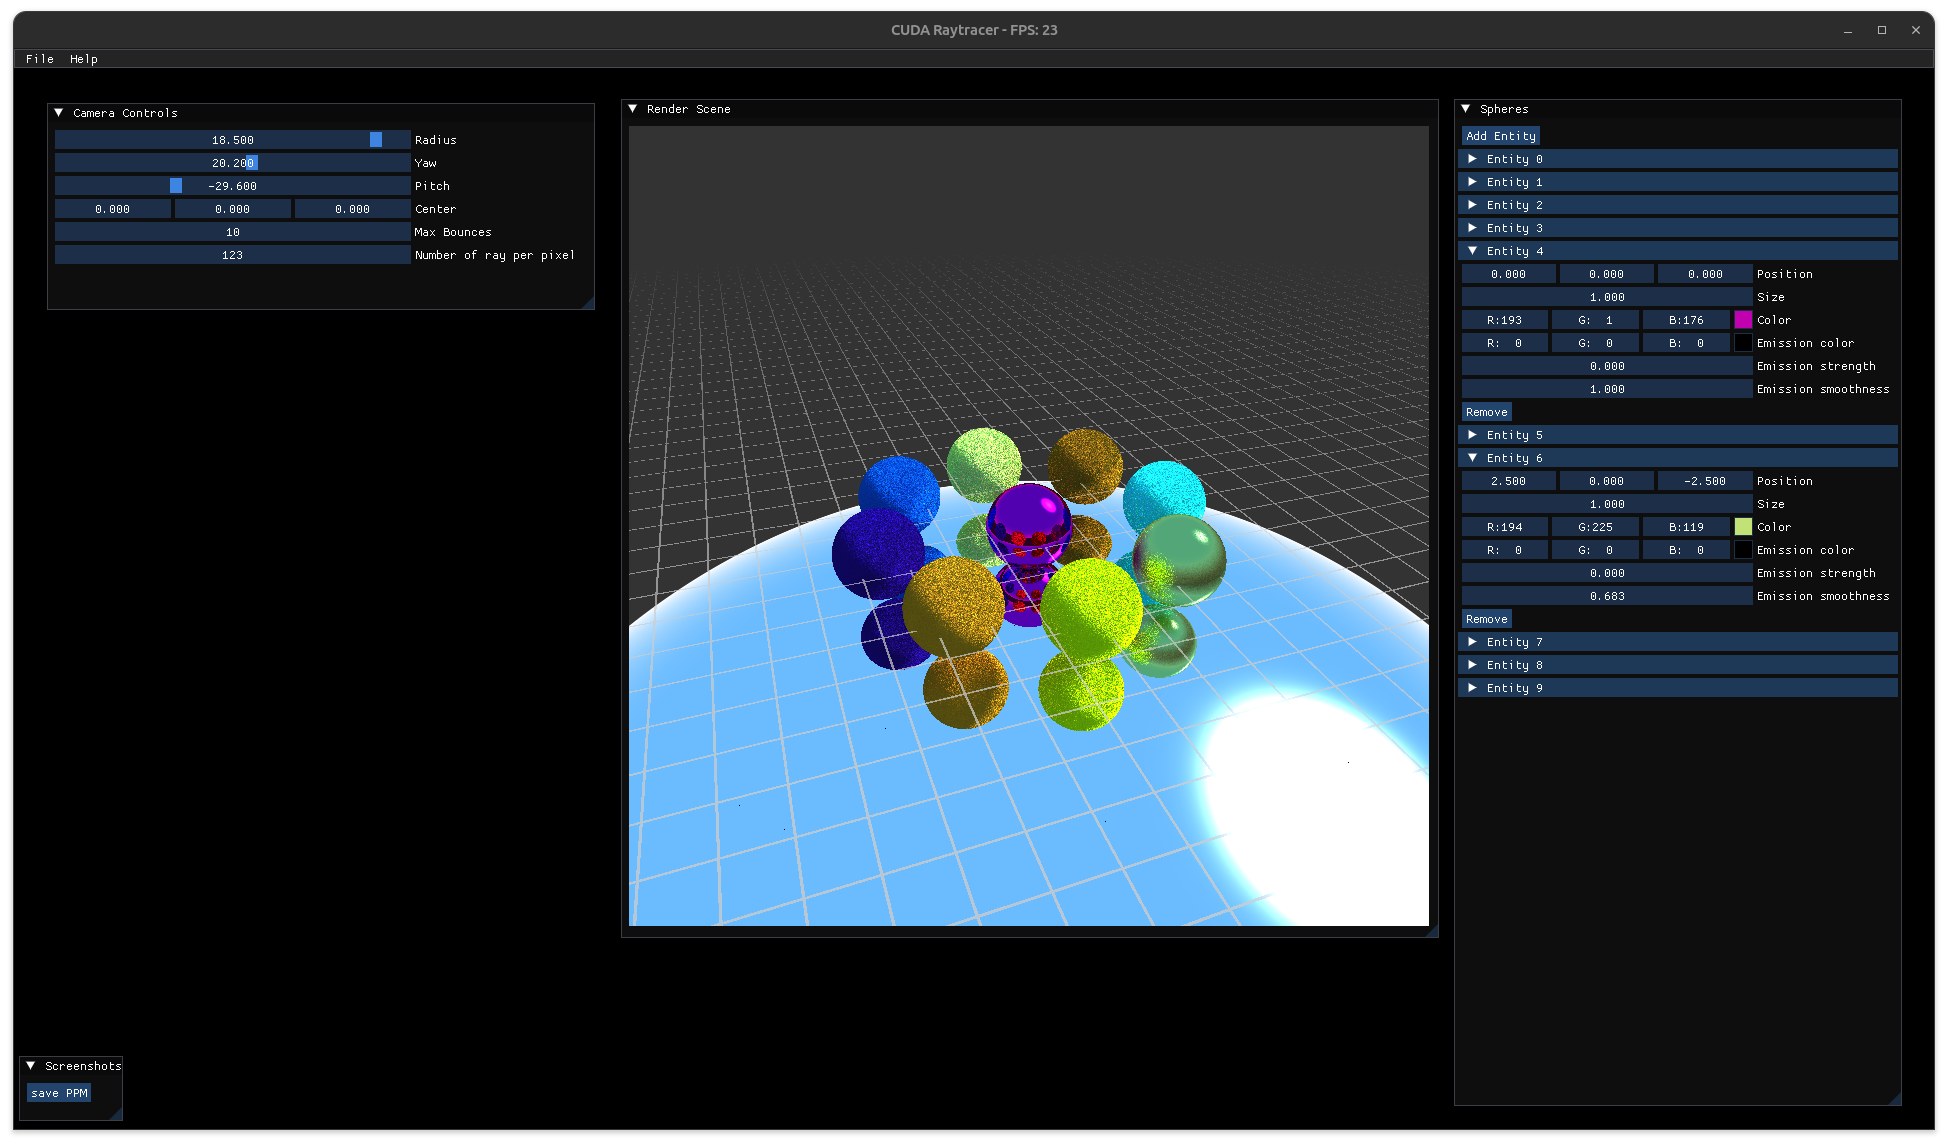 CUDA Raytracer - FPS: 23
File Help
Camera Controls
18.500 Radius
20.200 Yaw
-29.600 Pitch
0.000 0.000 0.000 Center
10 Max Bounces
123 Number of ray per pixel
Render Scene
Spheres
Add Entity
Entity 0
Entity 1
Entity 2
Entity 3
Entity 4
0.000 0.000 0.000 Position
1.000 Size
R:193 G: 1 B:176 Color
R: 0 G: 0 B: 0 Emission color
0.000 Emission strength
1.000 Emission smoothness
Remove
Entity 5
Entity 6
2.500 0.000 -2.500 Position
1.000 Size
R:194 G:225 B:119 Color
R: 0 G: 0 B: 0 Emission color
0.000 Emission strength
0.683 Emission smoothness
Remove
Entity 7
Entity 8
Entity 9
Screenshots
save PPM